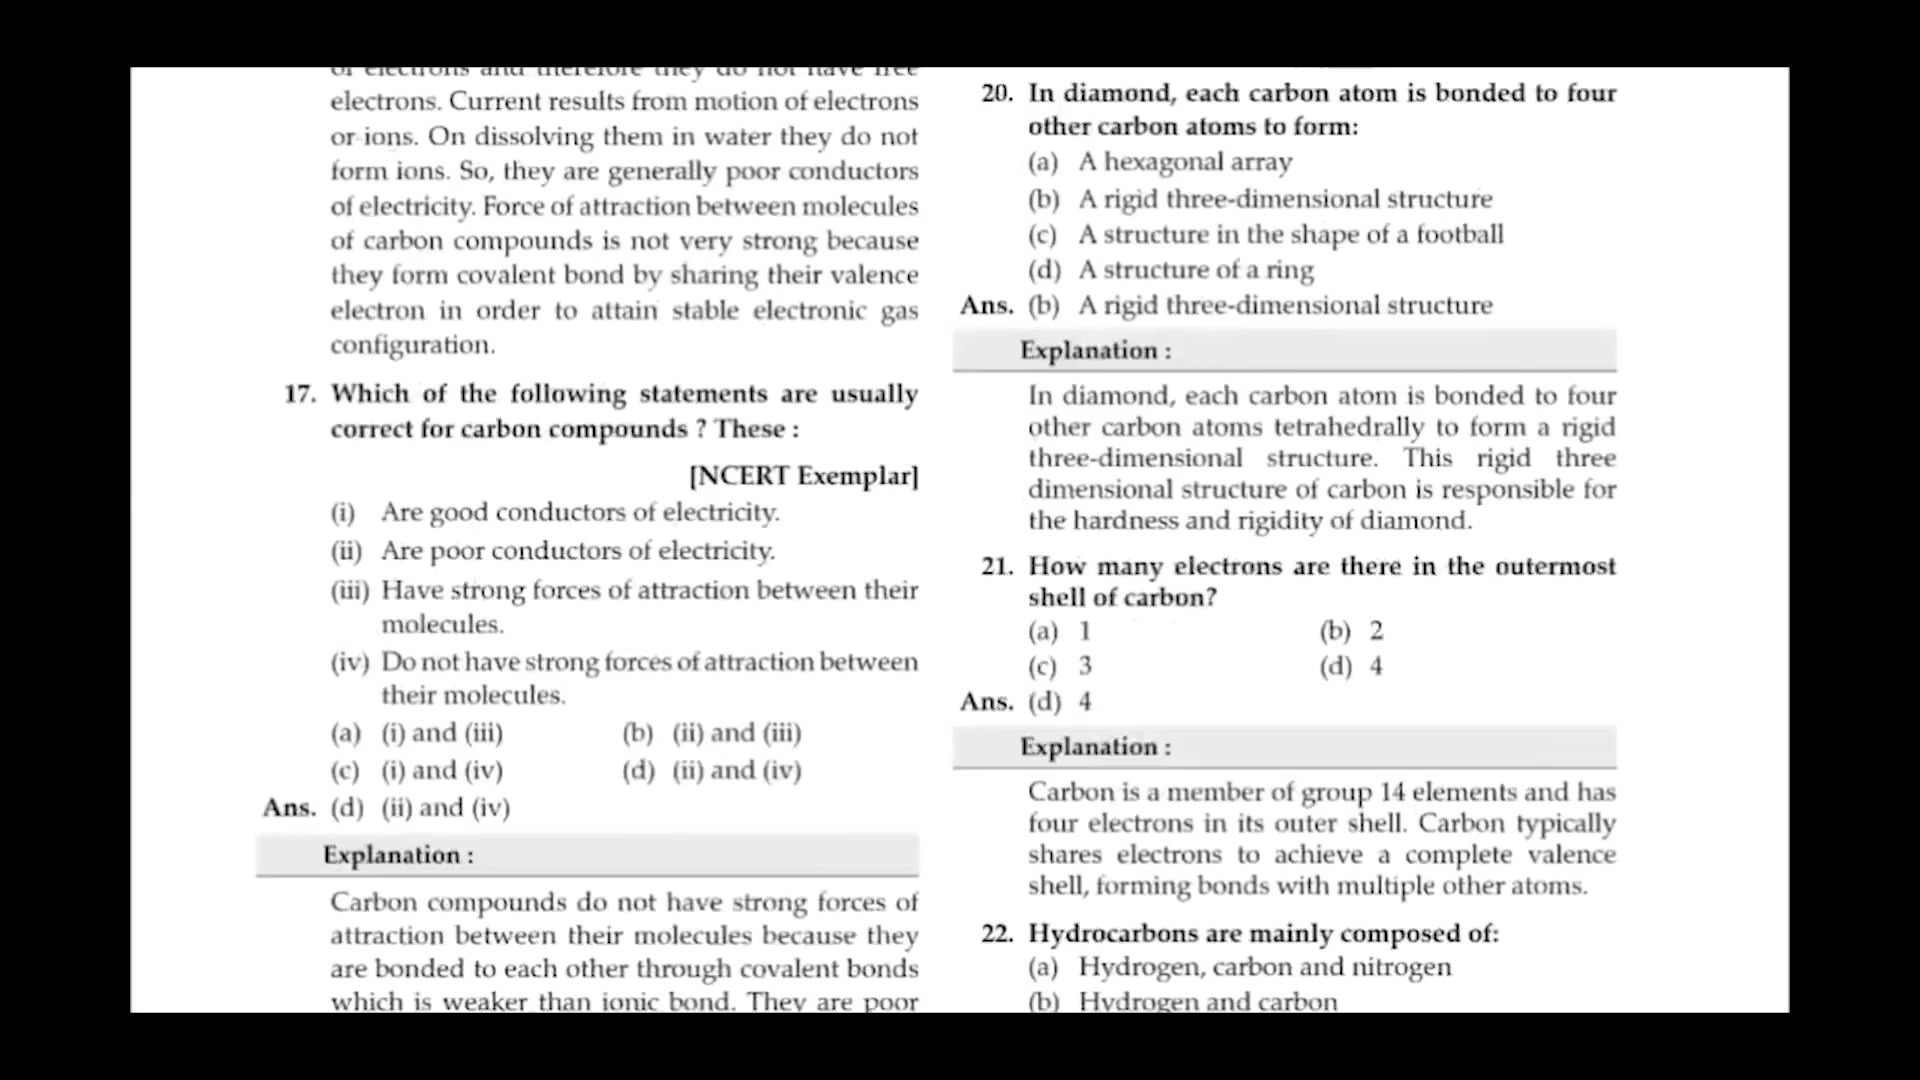 of electrons and therefore they do not have free
electrons. Current results from motion of electrons
or ions. On dissolving them in water they do not
form ions. So, they are generally poor conductors
of electricity. Force of attraction between molecules
of carbon compounds is not very strong because
they form covalent bond by sharing their valence
electron in order to attain stable electronic gas
configuration.
17. Which of the following statements are usually
correct for carbon compounds ? These :
[NCERT Exemplar]
(i) Are good conductors of electricity.
(ii) Are poor conductors of electricity.
(iii) Have strong forces of attraction between their
molecules.
(iv) Do not have strong forces of attraction between
their molecules.
(a) (i) and (iii) (b) (ii) and (iii)
(c) (i) and (iv) (d) (ii) and (iv)
Ans. (d) (ii) and (iv)
Explanation :
Carbon compounds do not have strong forces of
attraction between their molecules because they
are bonded to each other through covalent bonds
which is weaker than ionic bond. They are poor
20. In diamond, each carbon atom is bonded to four
other carbon atoms to form:
(a) A hexagonal array
(b) A rigid three-dimensional structure
(c) A structure in the shape of a football
(d) A structure of a ring
Ans. (b) A rigid three-dimensional structure
Explanation :
In diamond, each carbon atom is bonded to four
other carbon atoms tetrahedrally to form a rigid
three-dimensional structure. This rigid three
dimensional structure of carbon is responsible for
the hardness and rigidity of diamond.
21. How many electrons are there in the outermost
shell of carbon?
(a) 1 (b) 2
(c) 3 (d) 4
Ans. (d) 4
Explanation :
Carbon is a member of group 14 elements and has
four electrons in its outer shell. Carbon typically
shares electrons to achieve a complete valence
shell, forming bonds with multiple other atoms.
22. Hydrocarbons are mainly composed of:
(a) Hydrogen, carbon and nitrogen
(b) Hydrogen and carbon